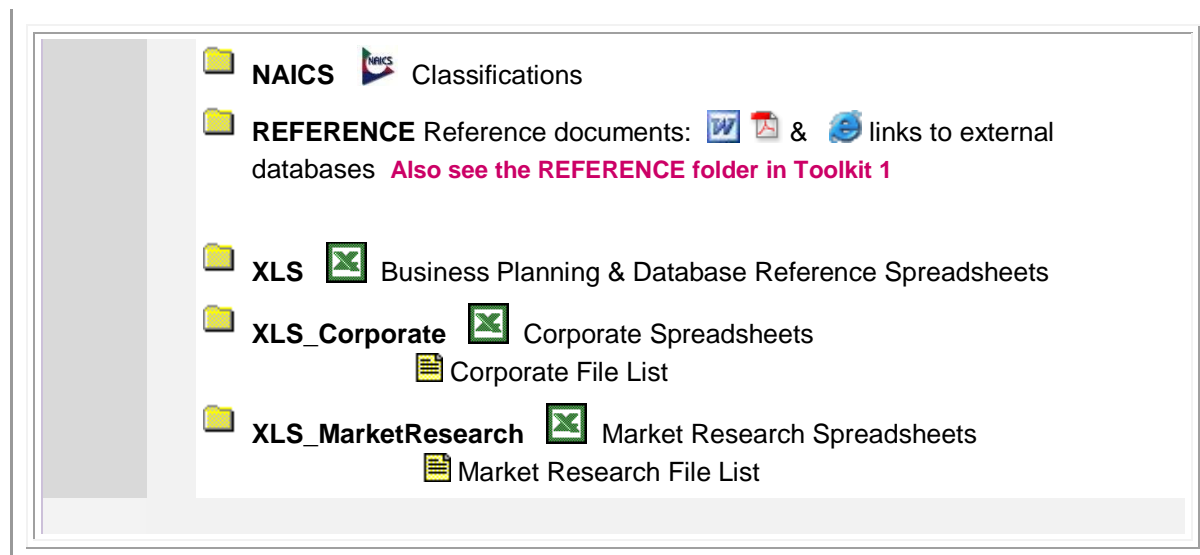 NAICS NAICS Classifications
REFERENCE Reference documents: W & links to external
databases Also see the REFERENCE folder in Toolkit 1
XLS X Business Planning & Database Reference Spreadsheets
XLS_Corporate X Corporate Spreadsheets
Corporate File List
XLS_MarketResearch X Market Research Spreadsheets
Market Research File List